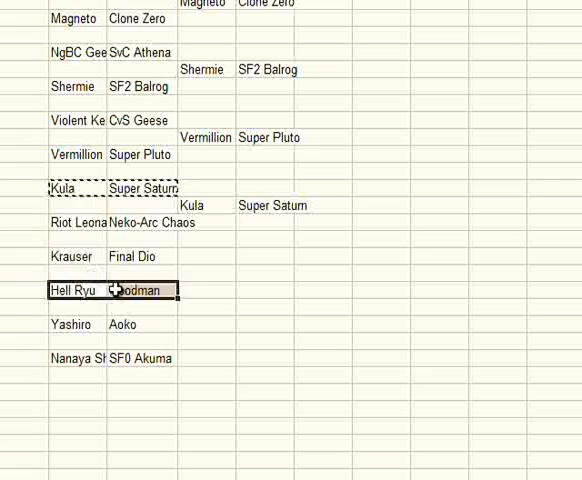 Magneto Clone Zero
Magneto Clone Zero
NgBC Gee SvC Athena
Shermie SF2 Balrog
Shermie SF2 Balrog
Violent Ke CvS Geese
Vermillion Super Pluto
Vermillion Super Pluto
Kula Super Saturn
Kula Super Saturn
Riot Leona Neko-Arc Chaos
Krauser Final Dio
Hell Ryu
Yashiro Aoko
Nanaya Sh SF0 Akuma